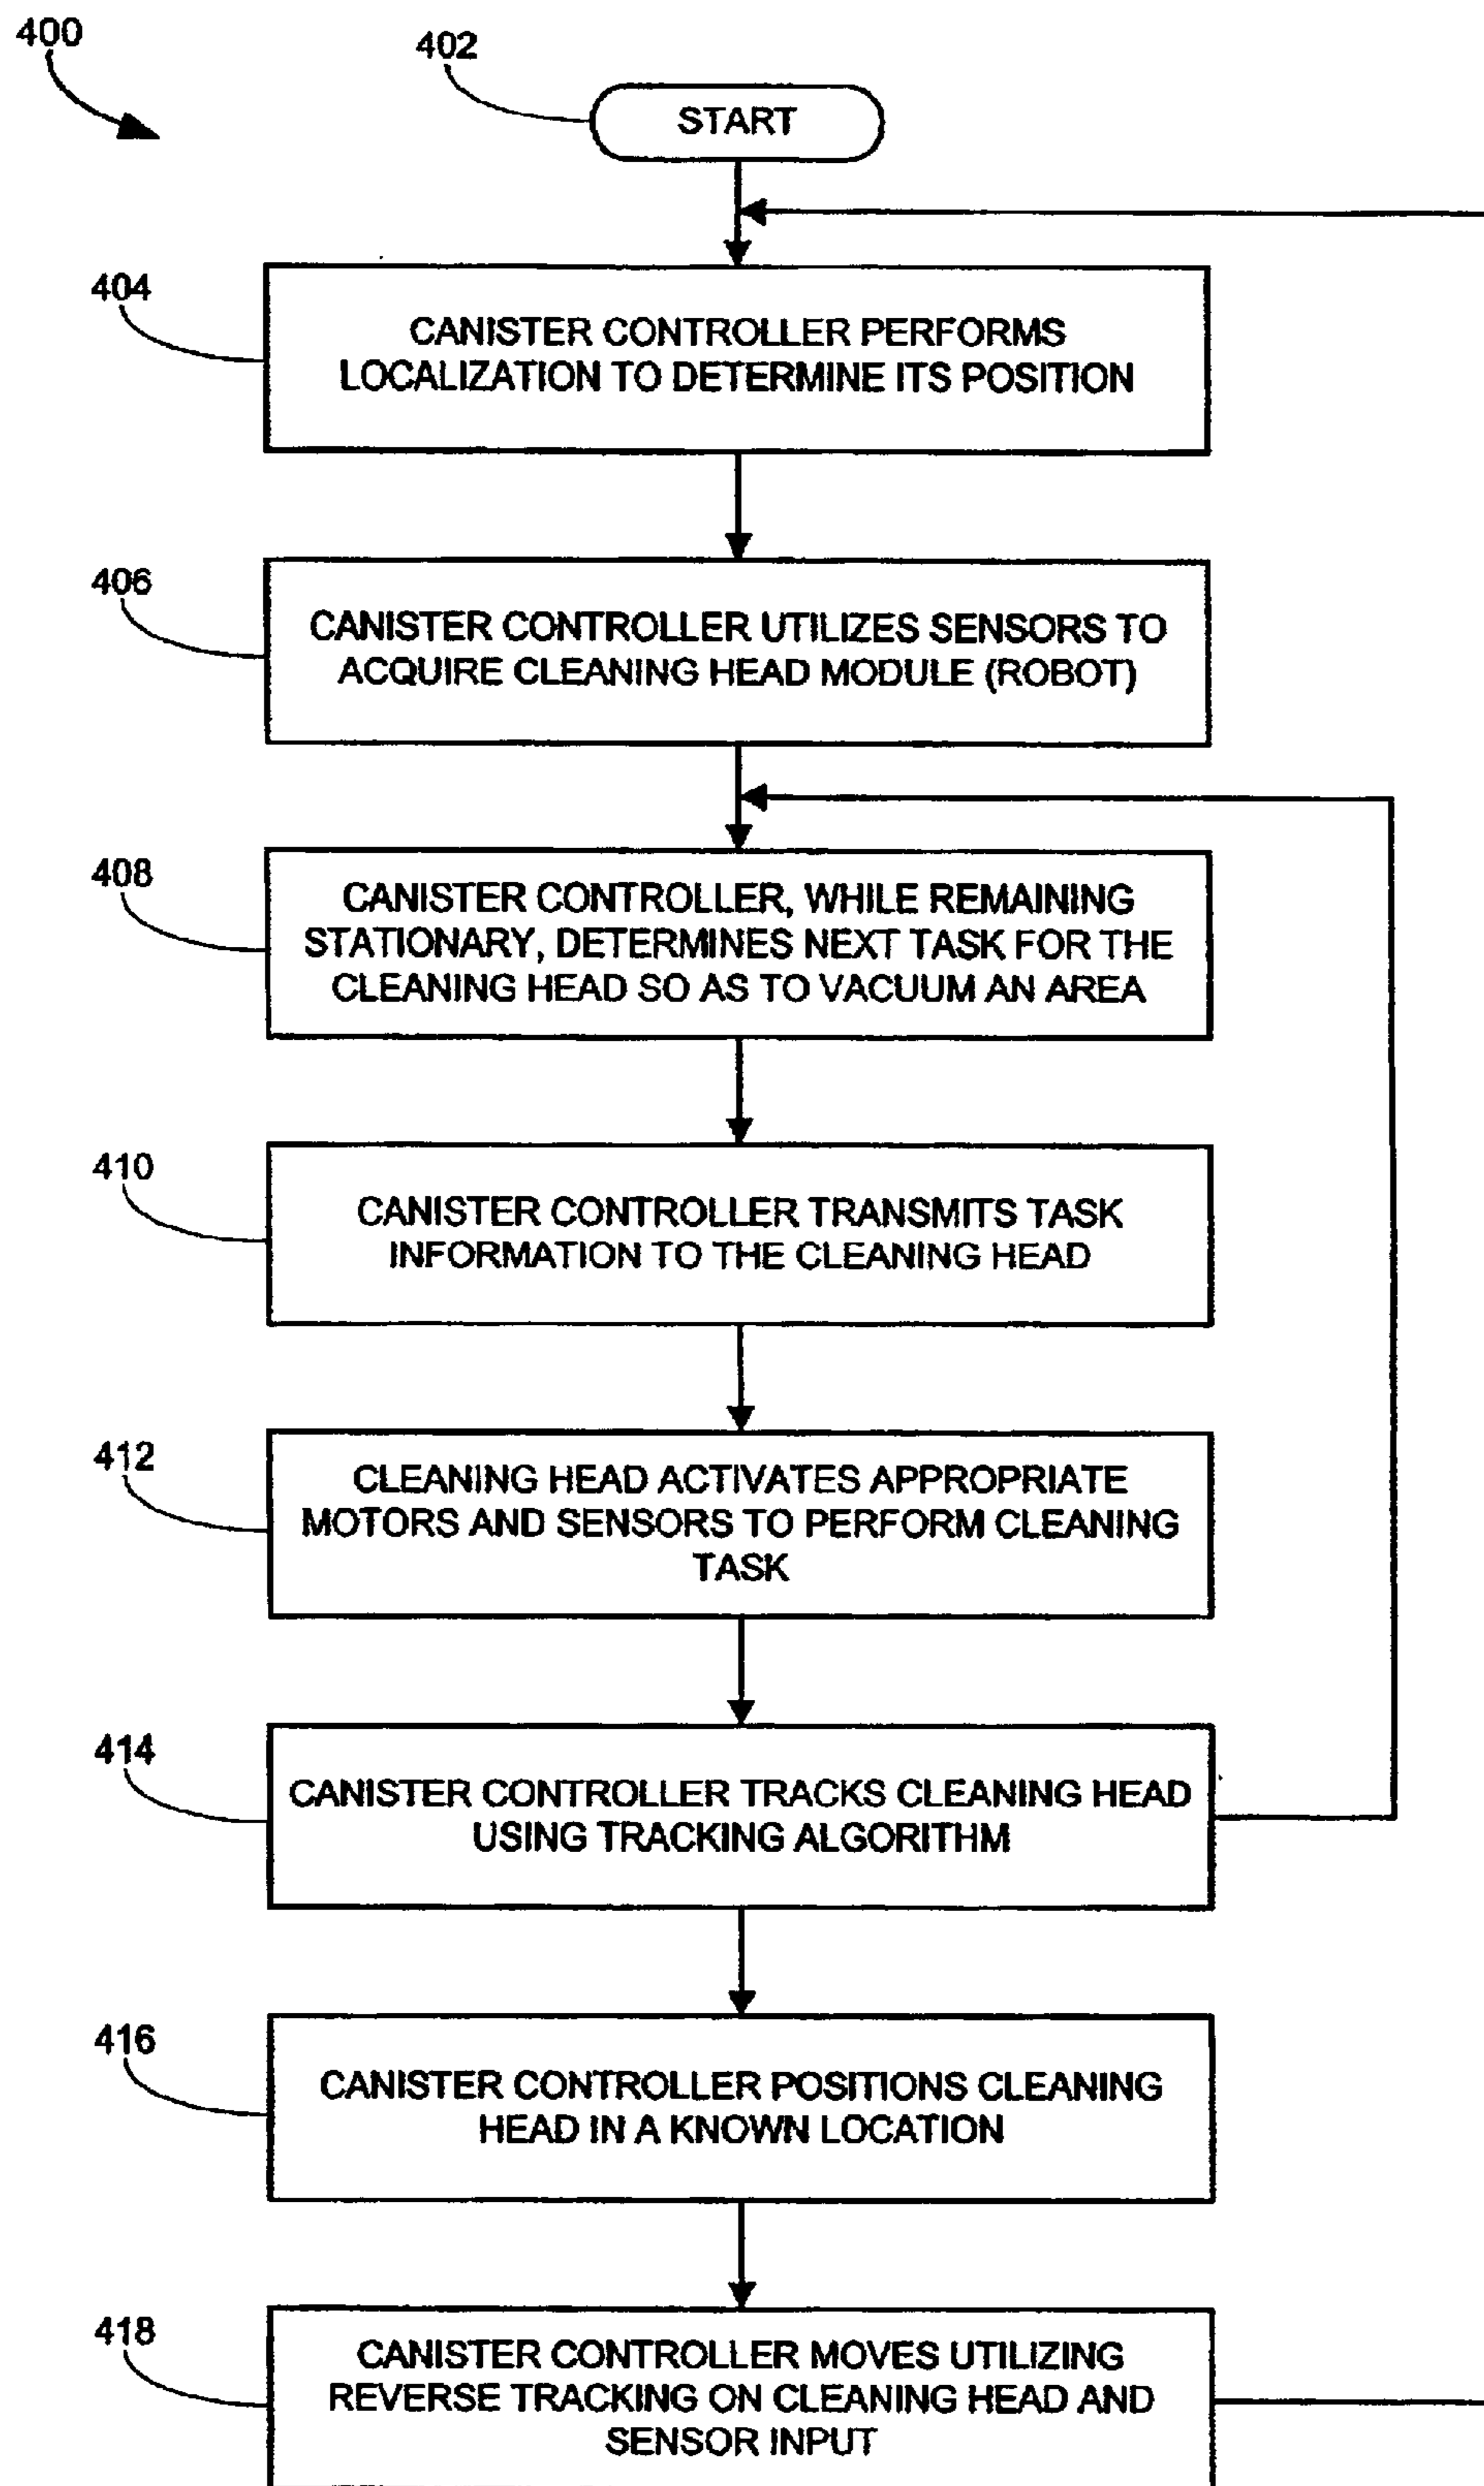 400
402
START
404
CANISTER CONTROLLER PERFORMS
LOCALIZATION TO DETERMINE ITS POSITION
406
CANISTER CONTROLLER UTILIZES SENSORS TO
ACQUIRE CLEANING HEAD MODULE (ROBOT)
408
CANISTER CONTROLLER, WHILE REMAINING
STATIONARY, DETERMINES NEXT TASK FOR THE
CLEANING HEAD SO AS TO VACUUM AN AREA
410
CANISTER CONTROLLER TRANSMITS TASK
INFORMATION TO THE CLEANING HEAD
412
CLEANING HEAD ACTIVATES APPROPRIATE
MOTORS AND SENSORS TO PERFORM CLEANING
TASK
414
CANISTER CONTROLLER TRACKS CLEANING HEAD
USING TRACKING ALGORITHM
416
CANISTER CONTROLLER POSITIONS CLEANING
HEAD IN A KNOWN LOCATION
418
CANISTER CONTROLLER MOVES UTILIZING
REVERSE TRACKING ON CLEANING HEAD AND
SENSOR INPUT